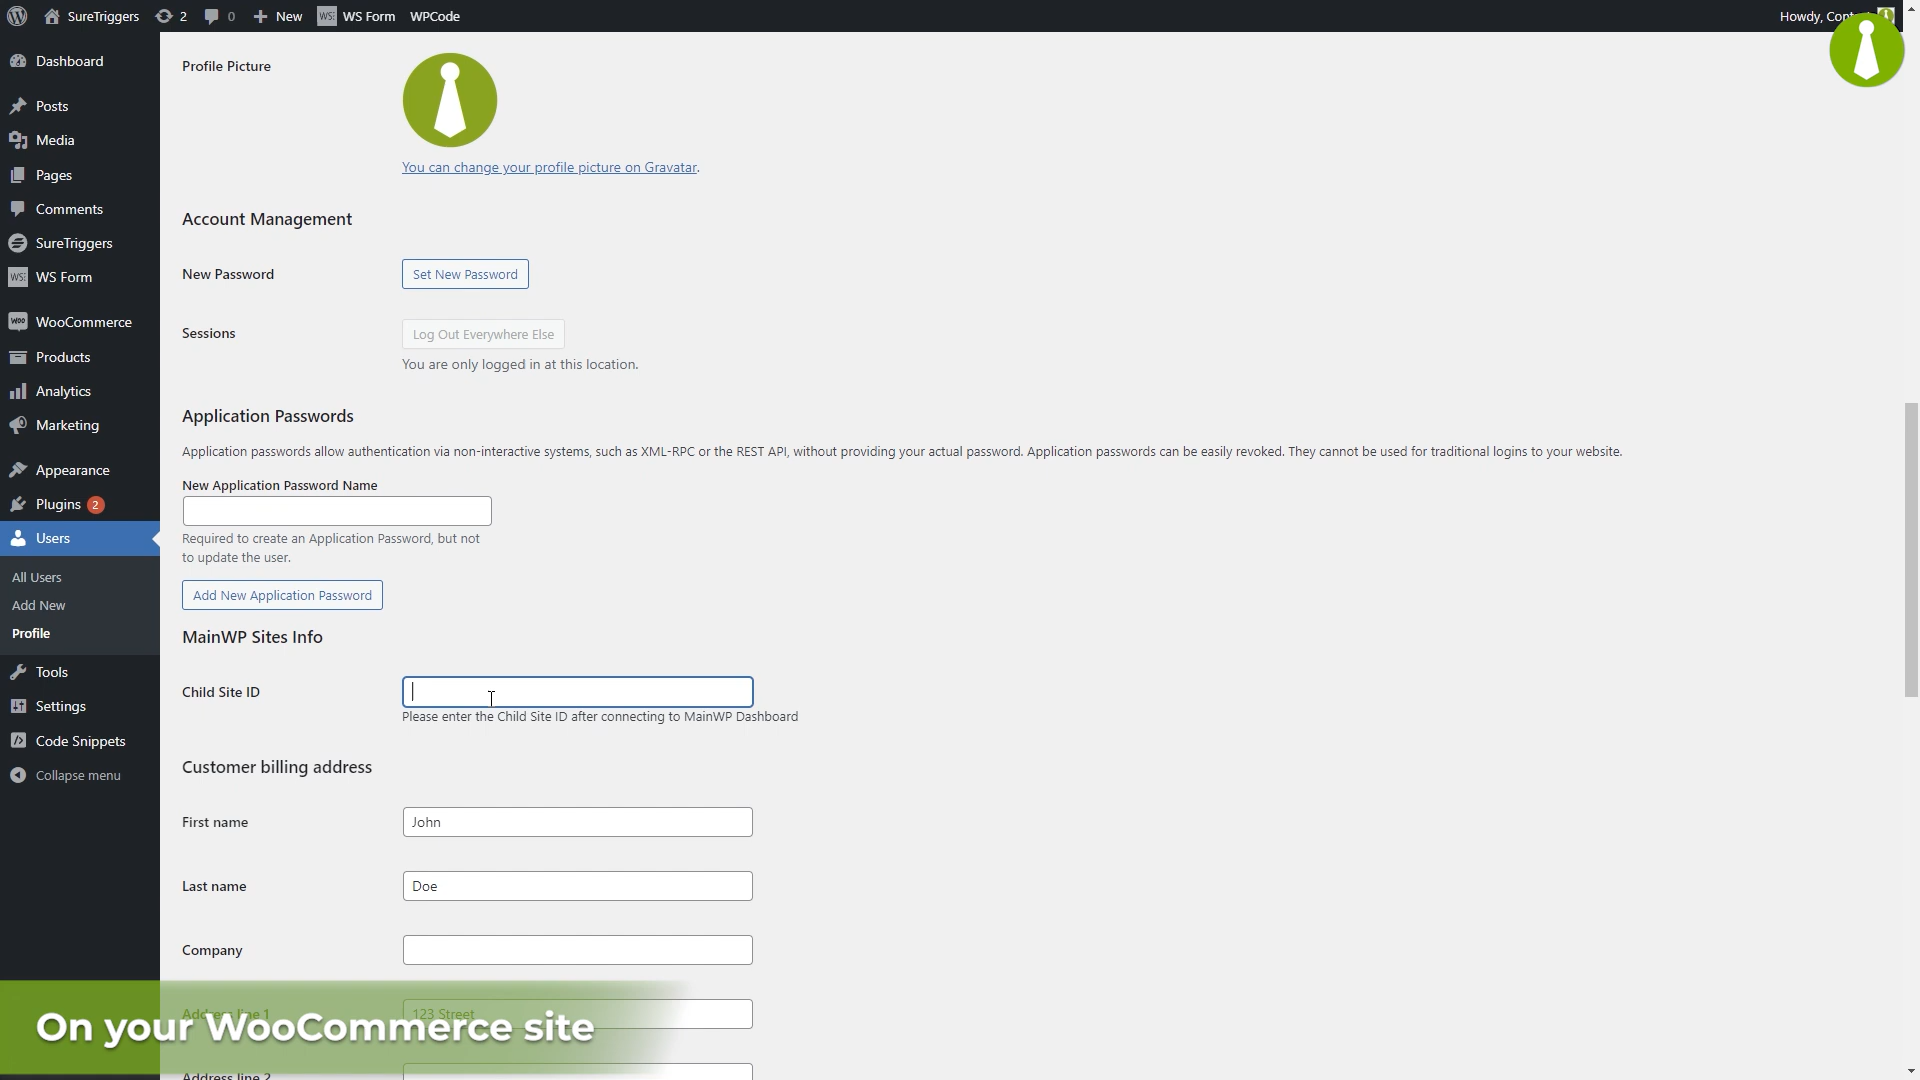 SureTriggers
2
0
New
WS Form
WPCode
Howdy,
Dashboard
Posts
Media
Pages
Comments
SureTriggers
WS Form
WooCommerce
Products
Analytics
Marketing
Appearance
Plugins 2
Users
All Users
Add New
Profile
Tools
Settings
Code Snippets
Collapse menu
Profile Picture
You can change your profile picture on Gravatar.
Account Management
New Password
Set New Password
Sessions
Log Out Everywhere Else
You are only logged in at this location.
Application Passwords
Application passwords allow authentication via non-interactive systems, such as XML-RPC or the REST API, without providing your actual password. Application passwords can be easily revoked. They cannot be used for traditional logins to your website.
New Application Password Name
Required to create an Application Password, but not
to update the user.
Add New Application Password
MainWP Sites Info
Child Site ID
Please enter the Child Site ID after connecting to MainWP Dashboard
Customer billing address
First name
John
Last name
Doe
Company
Address line 1
123 Street
On your WooCommerce site
Address line 2